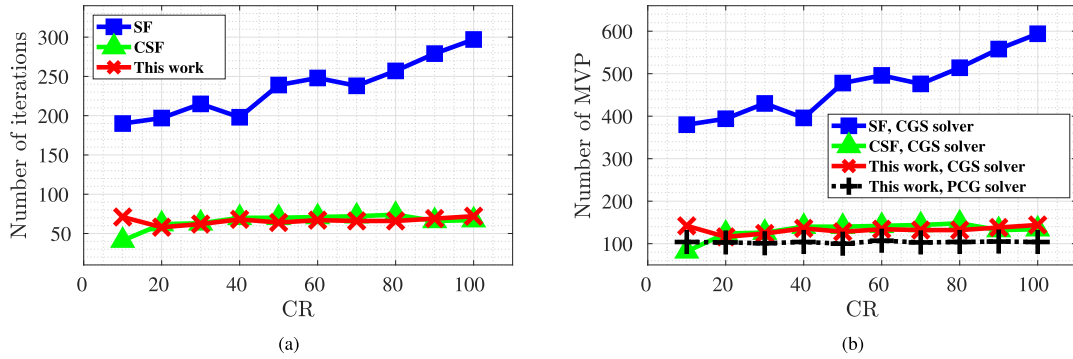 SF
CSF
This work
300
250
200
150
100
50
0
20
40
60
80
100
Number of iterations
CR
(a)
SF, CGS solver
CSF, CGS solver
This work, CGS solver
This work, PCG solver
600
500
400
300
200
100
0
20
40
60
80
100
Number of MVP
CR
(b)